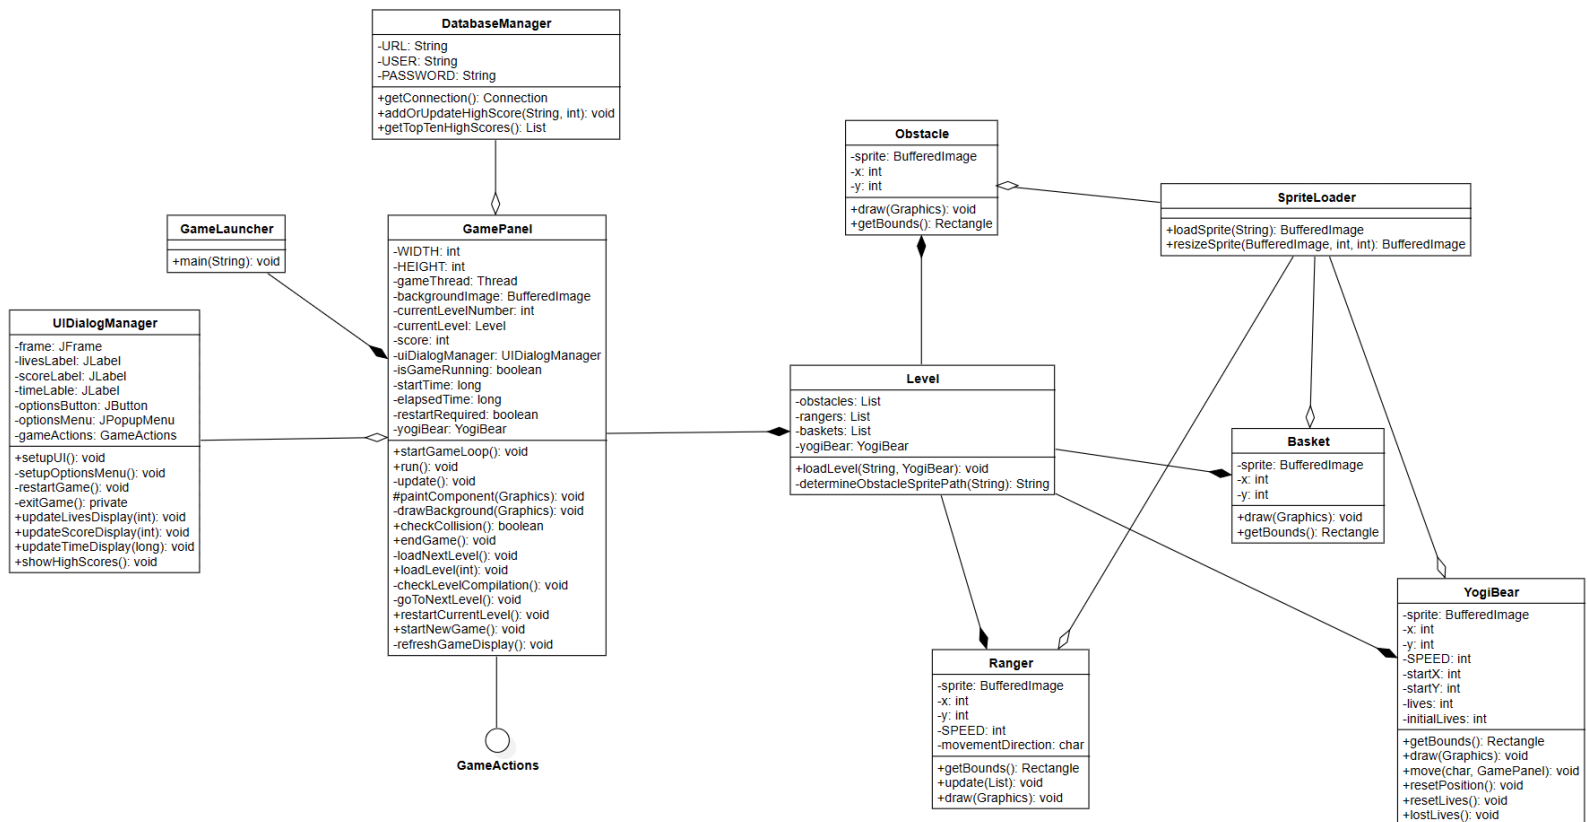 DatabaseManager
-URL: String
-USER: String
-PASSWORD: String
+getConnection(): Connection
+addOrUpdateHighScore(String, int): void
+getTopTenHighScores(): List
GameLauncher
+main(String): void
UIDialogManager
-frame: JFrame
-livesLabel: JLabel
-scoreLabel: JLabel
-timeLable: JLabel
-optionsButton: JButton
-optionsMenu: JPopupMenu
-gameActions: GameActions
+setupUI(): void
-setupOptionsMenu(): void
-restartGame(): void
-exitGame(): private
+updateLivesDisplay(int): void
+updateScoreDisplay(int): void
+updateTimeDisplay(long): void
+showHighScores(): void
GamePanel
-WIDTH: int
-HEIGHT: int
-gameThread: Thread
-backgroundImage: BufferedImage
-currentLevelNumber: int
-currentLevel: Level
-score: int
-uiDialogManager: UIDialogManager
-isGameRunning: boolean
-startTime: long
-elapsedTime: long
-restartRequired: boolean
-yogiBear: YogiBear
+startGameLoop(): void
+run(): void
-update(): void
#paintComponent(Graphics): void
-drawBackground(Graphics): void
+checkCollision(): boolean
+endGame(): void
-loadNextLevel(): void
+loadLevel(int): void
-checkLevelCompilation(): void
-goToNextLevel(): void
+restartCurrentLevel(): void
+startNewGame(): void
-refreshGameDisplay(): void
GameActions
Obstacle
-sprite: BufferedImage
-x: int
-y: int
+draw(Graphics): void
+getBounds(): Rectangle
SpriteLoader
+loadSprite(String): BufferedImage
+resizeSprite(BufferedImage, int, int): BufferedImage
Level
-obstacles: List
-rangers: List
-baskets: List
-yogiBear: YogiBear
+loadLevel(String, YogiBear): void
-determineObstacleSpritePath(String): String
Basket
-sprite: BufferedImage
-x: int
-y: int
+draw(Graphics): void
+getBounds(): Rectangle
Ranger
-sprite: BufferedImage
-x: int
-y: int
-SPEED: int
-movementDirection: char
+getBounds(): Rectangle
+update(List): void
+draw(Graphics): void
YogiBear
-sprite: BufferedImage
-x: int
-y: int
-SPEED: int
-startX: int
-startY: int
-lives: int
-initialLives: int
+getBounds(): Rectangle
+draw(Graphics): void
+move(char, GamePanel): void
+resetPosition(): void
+resetLives(): void
+lostLives(): void